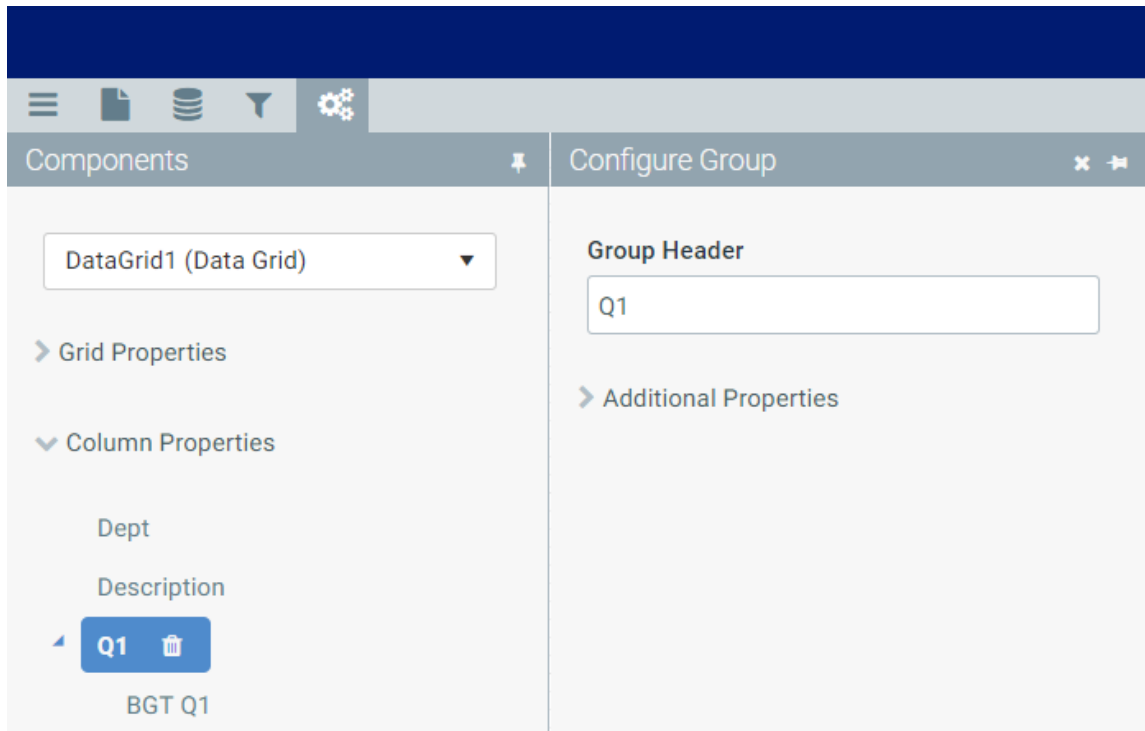 Components
Configure Group
DataGrid1 (Data Grid)
Grid Properties
Column Properties
Dept
Description
Q1
BGT Q1
Group Header
Q1
Additional Properties